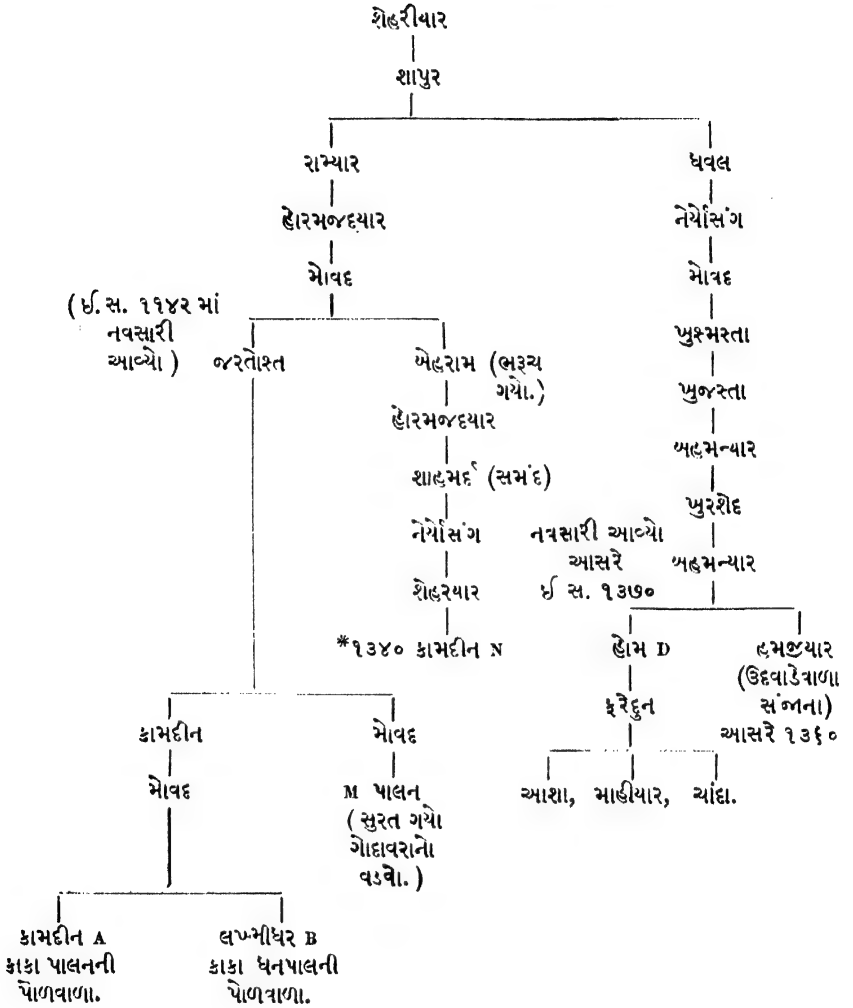 શેહરીયાર
શાપુર
રામ્યાર ધવલ
હોરમજદયાર નેર્યોસંગ
મોવદ મોવદ
(ઈ.સ. ૧૧૪૨ માં
નવસારી
આવ્યો) જરતોસ્ત
ખુશ્મસ્તા
બેહરામ (ભરૂચ
ગયો.)
ખુજસ્તા
હોરમજદયાર
બહમન્યાર
શાહમર્દ (સમંદ)
ખુરશેદ
નેર્યોસંગ
નવસારી આવ્યો
આસરે
ઈ સ. ૧૩૭૦
બહમન્યાર
શેહરયાર
*૧૩૪૦ કામદીન N હોમ D હમજીયાર
(ઉદવાડેવાળા
સંજાના)
આસરે ૧૩૬૦
ફરેદુન
કામદીન મોવદ
મોવદ M પાલન આશા, માહીયાર, ચાંદા.
(સુરત ગયો
ગોદાવરાનો
વડવો.)
કામદીન A લખ્મીધર B
કાકા પાલનની કાકા ધનપાલની
પોળવાળા. પોળવાળા.